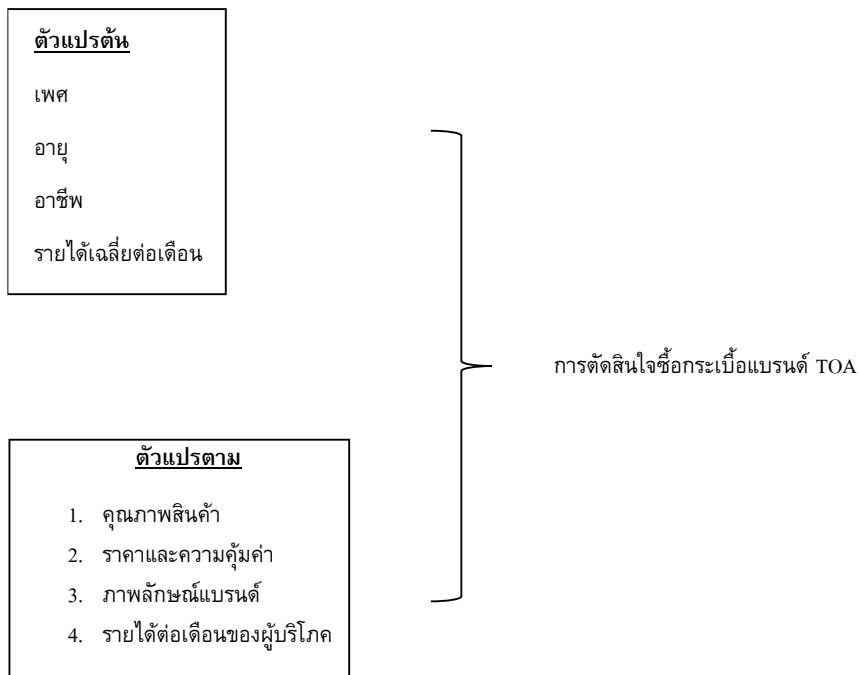 ตัวแปรต้น
เพศ
อายุ
อาชีพ
รายได้เฉลี่ยต่อเดือน
การตัดสินใจซื้อกระเบื้อแบรนด์ TOA
ตัวแปรตาม
1. คุณภาพสินค้า
2. ราคาและความคุ้มค่า
3. ภาพลักษณ์แบรนด์
4. รายได้ต่อเดือนของผู้บริโภค